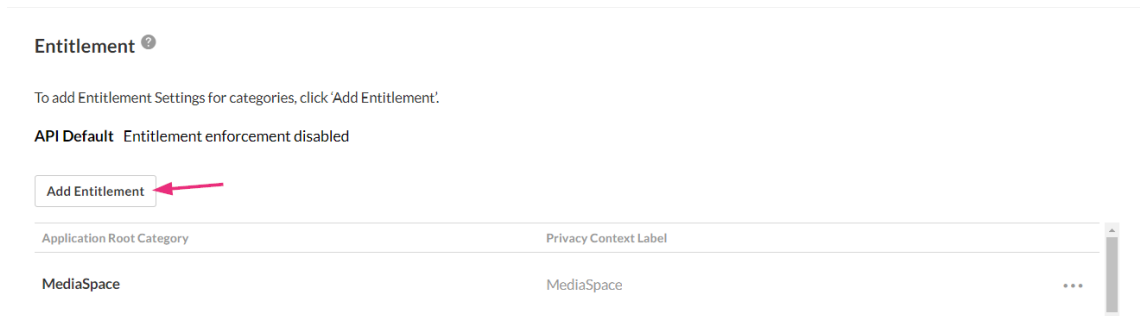 Entitlement ?
To add Entitlement Settings for categories, click ‘Add Entitlement’.
API Default Entitlement enforcement disabled
Add Entitlement
Application Root Category Privacy Context Label
MediaSpace MediaSpace